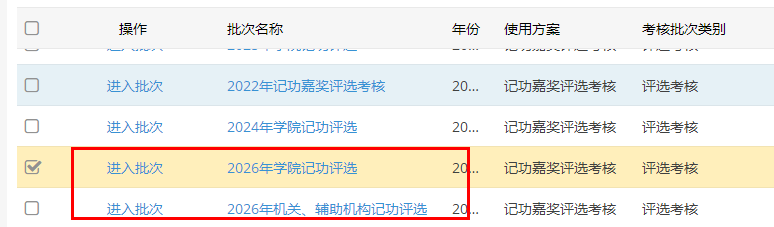 操作 批次名称 年份 使用方案 考核批次类别
进入批次 2022年记功嘉奖评选考核 20... 记功嘉奖评选考核 评选考核
进入批次 2024年学院记功评选 20... 记功嘉奖评选考核 评选考核
进入批次 2026年学院记功评选 20... 记功嘉奖评选考核 评选考核
进入批次 2026年机关、辅助机构记功评选 20... 记功嘉奖评选考核 评选考核